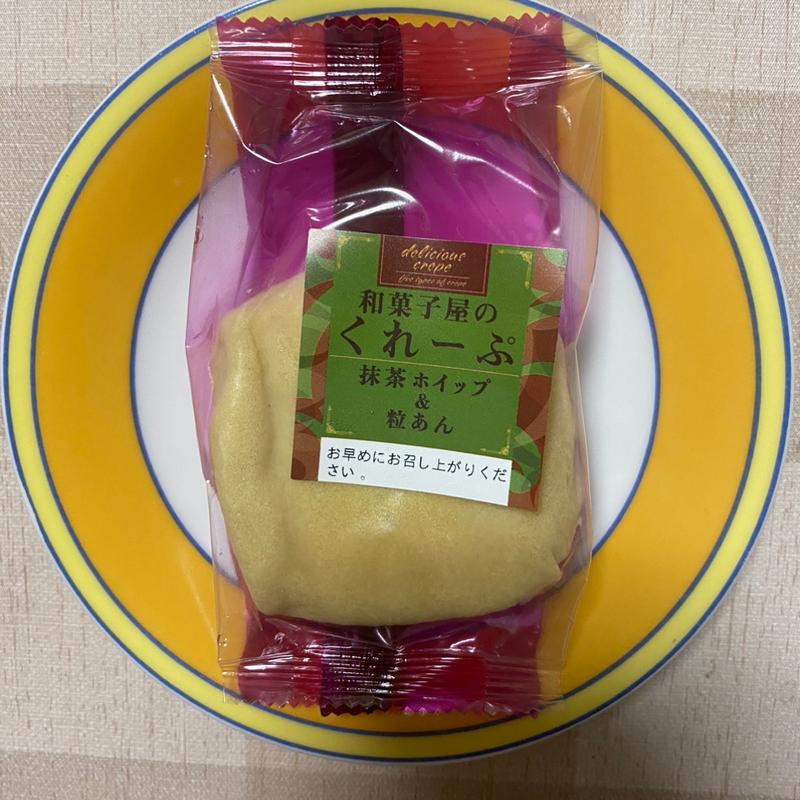 delicious
crepe
five types of crepe
和菓子屋の
くれーぷ
抹茶ホイップ
&
粒あん
お早めにお召し上がりくだ
さい。